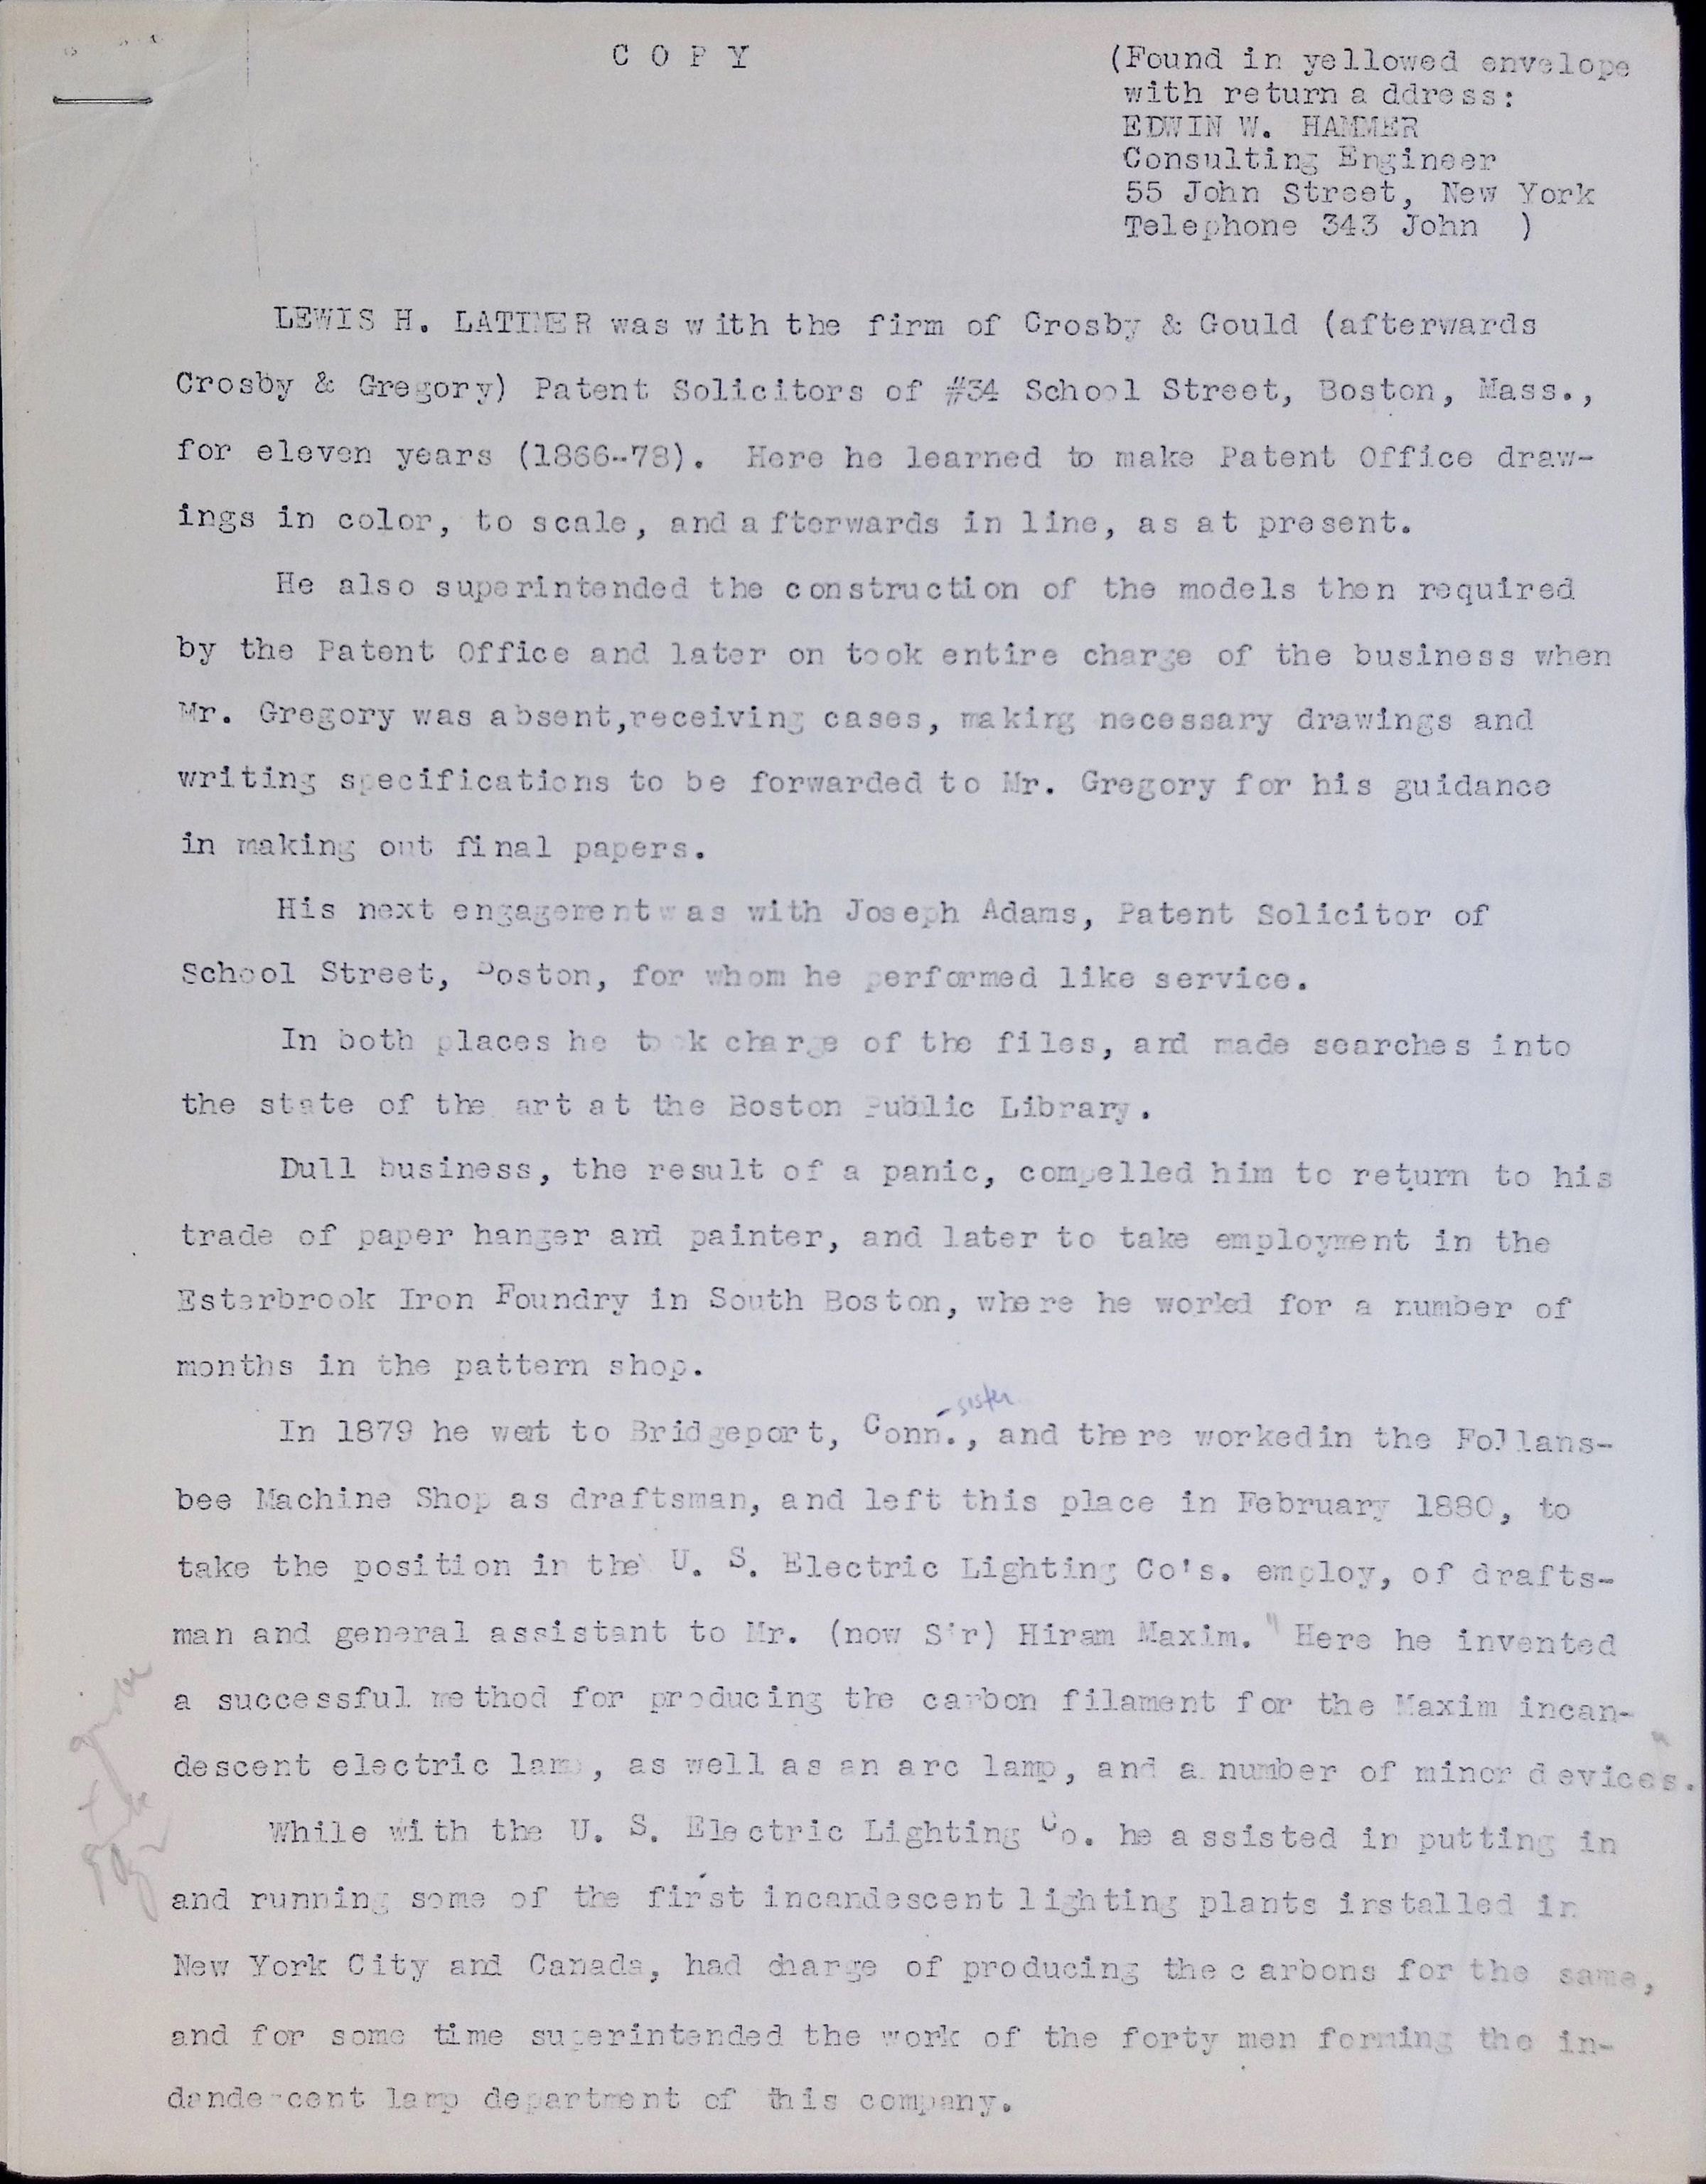 C O P Y
(Found in yellowed envelope
with return a ddress:
EDWIN W. HAMMER
Consulting Engineer
55 John Street, New York
Telephone 343 John )
LEWIS H. LATIMER was with the firm of Crosby & Gould (afterwards
Crosby & Gregory) Patent Solicitors of #34 School Street, Boston, Mass.,
for eleven years (1866--78). Here he learned to make Patent Office draw-
ings in color, to scale, and afterwards in line, as at present.
He also superintended the construction of the models then required
by the Patent Office and later on took entire charge of the business when
Mr. Gregory was absent,receiving cases, making necessary drawings and
writing specifications to be forwarded to Mr. Gregory for his guidance
in making out final papers.
His next engagement was with Joseph Adams, Patent Solicitor of
School Street, Boston, for whom he performed like service.
In both places he took charge of the files, and made searches into
the state of the art at the Boston Public Library.
Dull business, the result of a panic, compelled him to return to his
trade of paper hanger and painter, and later to take employment in the
Esterbrook Iron Foundry in South Boston, where he worked for a number of
months in the pattern shop.
- sister
In 1879 he went to Bridgeport, Conn., and there worked in the Follans-
bee Machine Shop as draftsman, and left this place in February 1880, to
take the position in the U. S. Electric Lighting Co's. employ, of drafts-
man and general assistant to Mr. (now Sir) Hiram Maxim. " Here he invented
a successful method for producing the carbon filament for the Maxim incan-
descent electric lamp, as well as an arc lamp, and a number of minor devices."
While with the U. S. Electric Lighting Co. he assisted in putting in
and running some of the first incandescent lighting plants installed in
New York City and Canada, had charge of producing the carbons for the same,
and for some time superintended the work of the forty men forming the in-
dandescent lamp department of this company.